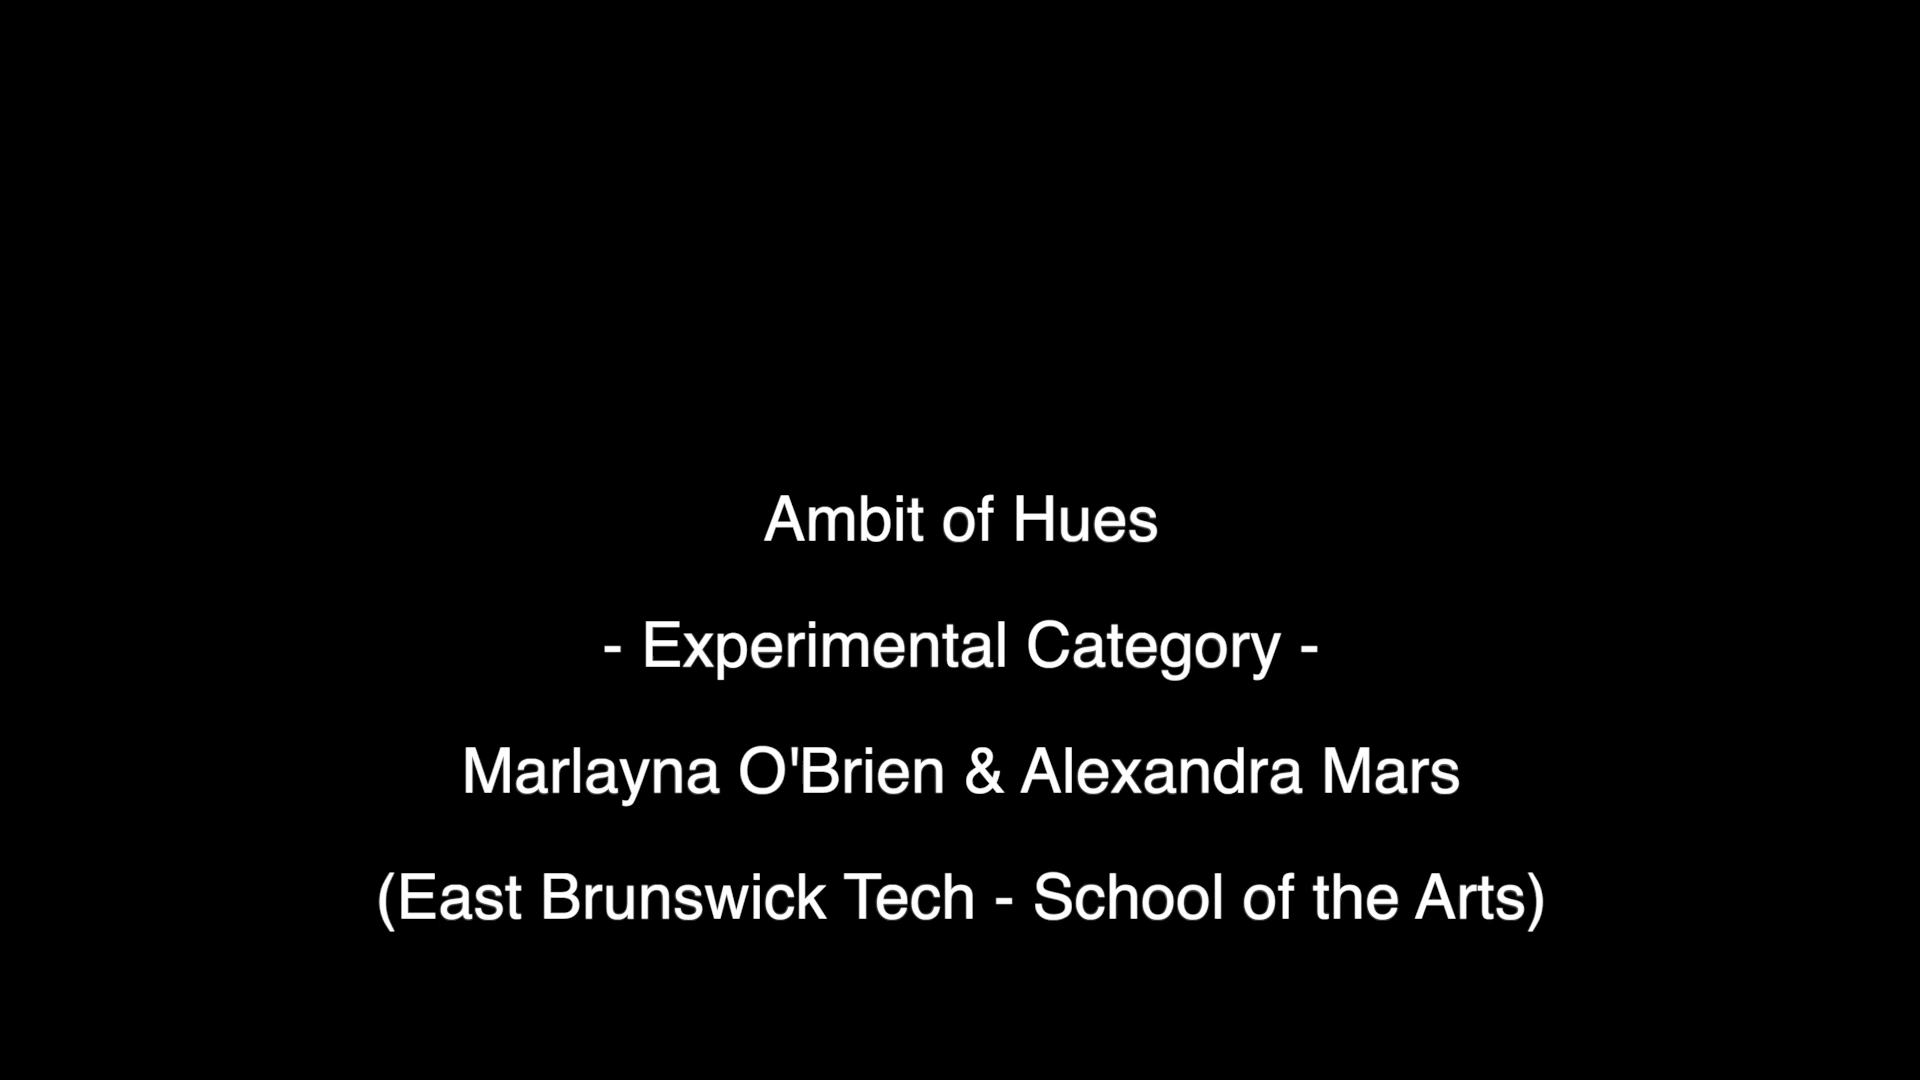 Ambit of Hues
- Experimental Category -
Marlayna O'Brien & Alexandra Mars
(East Brunswick Tech - School of the Arts)